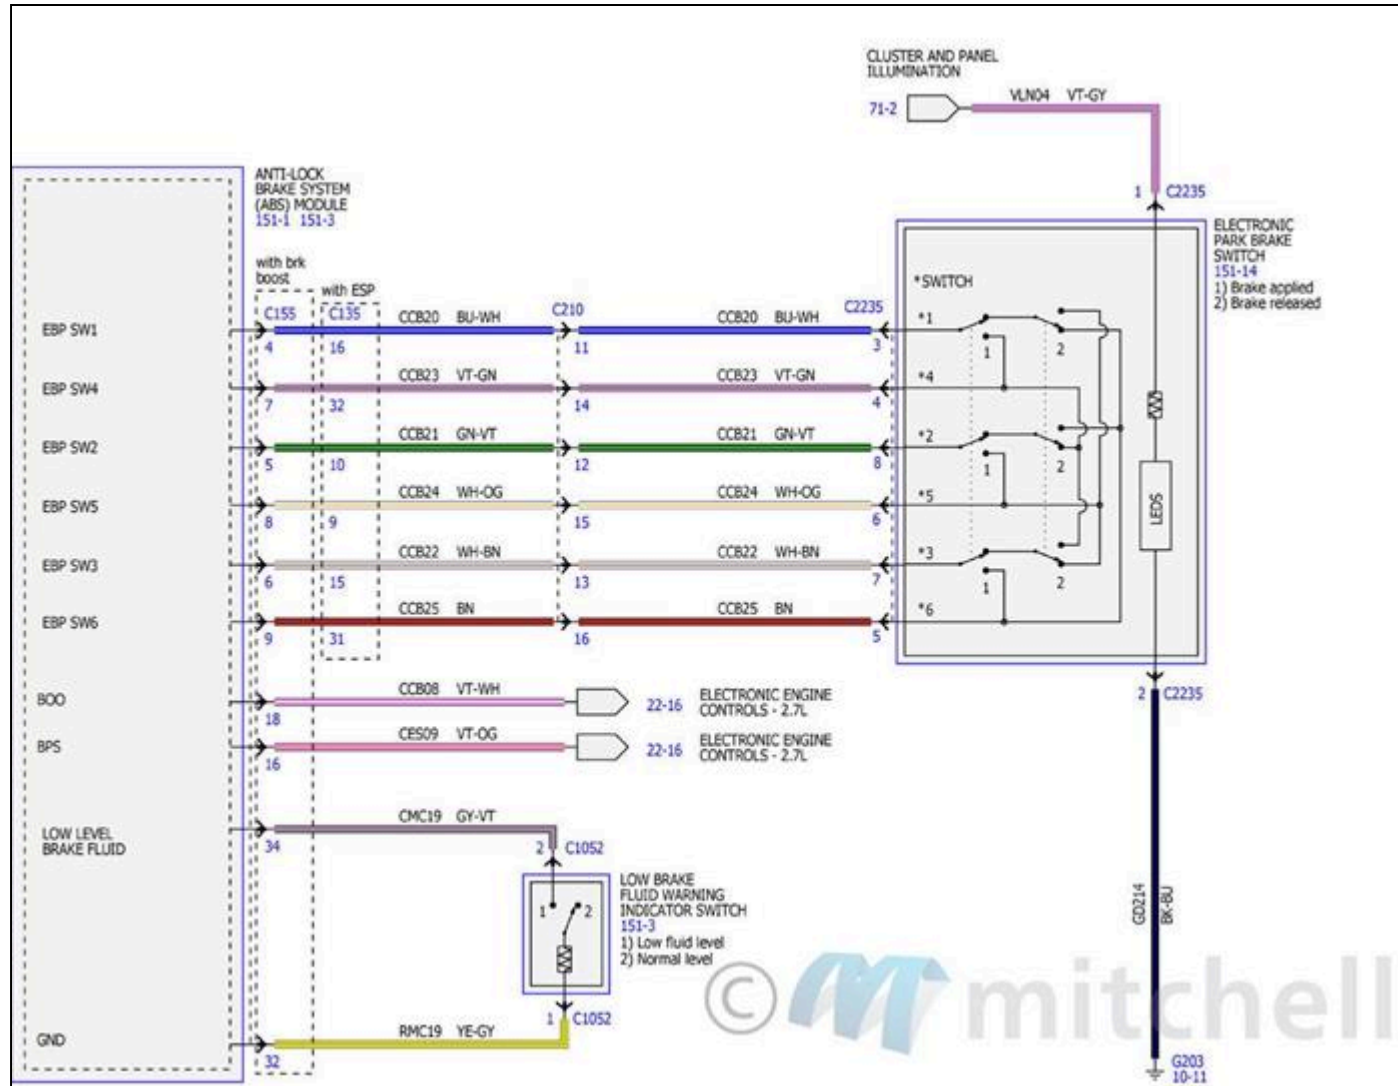 CLUSTER AND PANEL
ILLUMINATION
71-2
VLN04 VT-GY
1 C2235
ANTI-LOCK
BRAKE SYSTEM
(ABS) MODULE
151-1 151-3
ELECTRONIC
PARK BRAKE
SWITCH
151-14
1) Brake applied
2) Brake released
with brk
boost
with ESP
*SWITCH
C155 C135 C210 C2235
EBP SW1 4 16 CCB20 BU-WH 11 CCB20 BU-WH 3 *1
1 2
EBP SW4 7 32 CCB23 VT-GN 14 CCB23 VT-GN 4 *4
EBP SW2 5 10 CCB21 GN-VT 12 CCB21 GN-VT 8 *2
1 2
EBP SW5 8 9 CCB24 WH-OG 15 CCB24 WH-OG 6 *5
LEDS
EBP SW3 6 15 CCB22 WH-BN 13 CCB22 WH-BN 7 *3
1 2
EBP SW6 9 31 CCB25 BN 16 CCB25 BN 5 *6
BOO 18 CCB08 VT-WH 22-16 ELECTRONIC ENGINE
CONTROLS - 2.7L
2 C2235
BPS 16 CES09 VT-OG 22-16 ELECTRONIC ENGINE
CONTROLS - 2.7L
LOW LEVEL
BRAKE FLUID
34 CMC19 GY-VT
2 C1052
LOW BRAKE
FLUID WARNING
INDICATOR SWITCH
151-3
1) Low fluid level
2) Normal level
1 2
GD214 BK-BU
1 C1052
GND 32 RMC19 YE-GY
G203
10-11
© mitchell